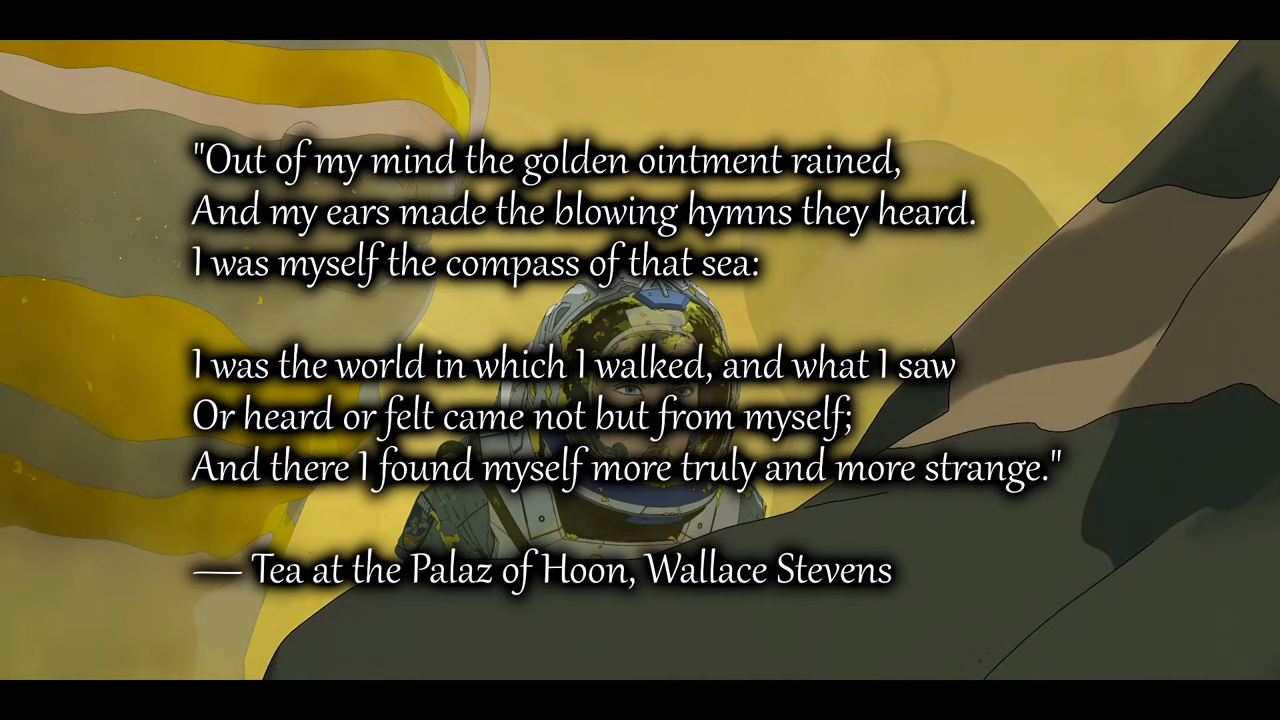 "Out of my mind the golden ointment rained,
And my ears made the blowing hymns they heard.
I was myself the compass of that sea:
I was the world in which I walked, and what I saw
Or heard or felt came not but from myself;
And there I found myself more truly and more strange."
— Tea at the Palaz of Hoon, Wallace Stevens